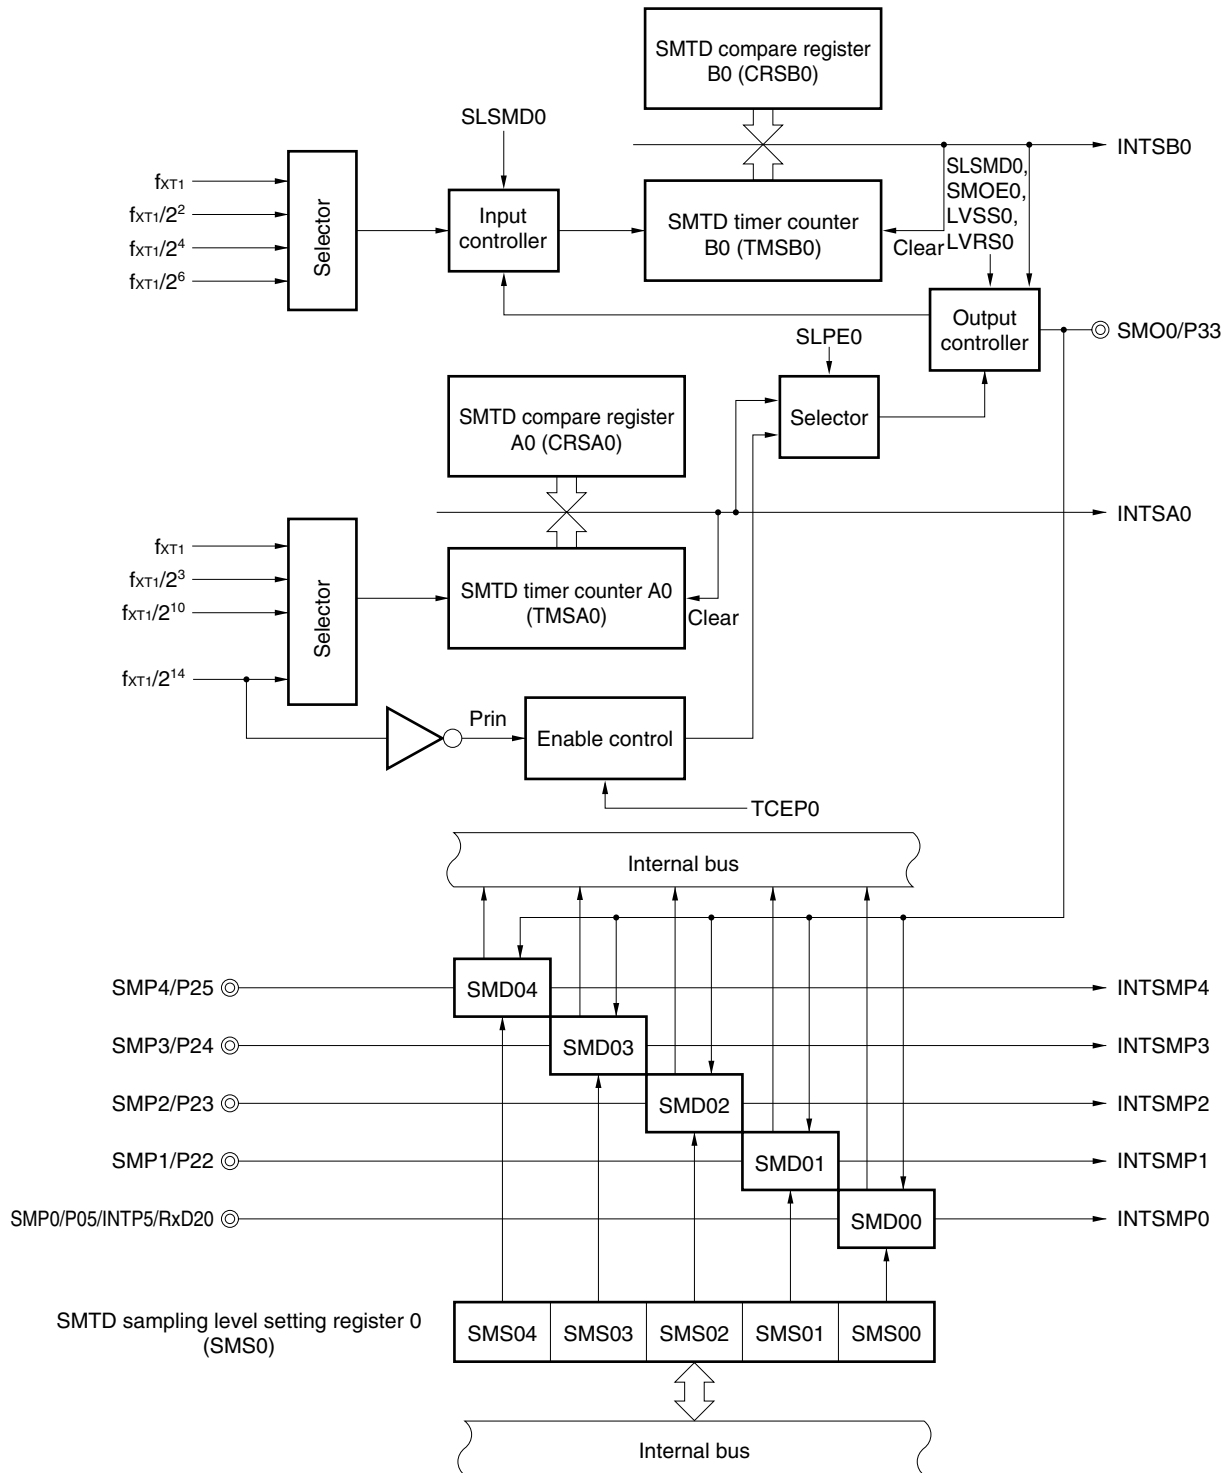 SMTD compare register
B0 (CRSB0)
SLSMD0
INTSB0
fXT1
fXT1/2²
fXT1/2⁴
fXT1/2⁶
Selector
Input
controller
SMTD timer counter
B0 (TMSB0)
Clear
SLSMD0,
SMOE0,
LVSS0,
LVRS0
Output
controller
SMO0/P33
SLPE0
Selector
SMTD compare register
A0 (CRSA0)
INTSA0
fXT1
fXT1/2³
fXT1/2¹⁰
fXT1/2¹⁴
Selector
SMTD timer counter A0
(TMSA0)
Clear
Prin
Enable control
TCEP0
Internal bus
SMP4/P25
SMD04
INTSMP4
SMP3/P24
SMD03
INTSMP3
SMP2/P23
SMD02
INTSMP2
SMP1/P22
SMD01
INTSMP1
SMP0/P05/INTP5/RxD20
SMD00
INTSMP0
SMTD sampling level setting register 0
(SMS0)
SMS04
SMS03
SMS02
SMS01
SMS00
Internal bus